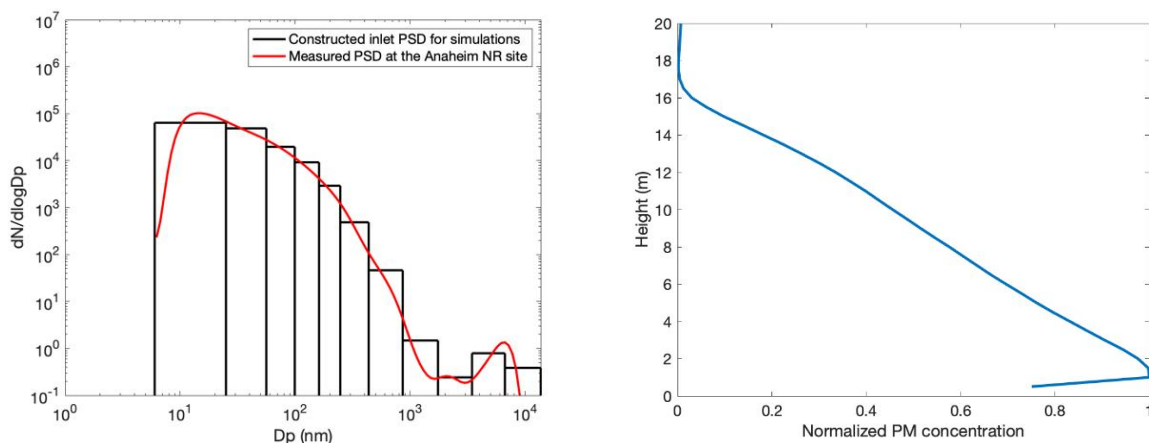 10^7
10^6
10^5
10^4
10^3
10^2
10^1
10^0
10^-1
dN/dlogDp
Constructed inlet PSD for simulations
Measured PSD at the Anaheim NR site
10^0 10^1 10^2 10^3 10^4
Dp (nm)
20
18
16
14
12
10
8
6
4
2
0
Height (m)
0 0.2 0.4 0.6 0.8 1
Normalized PM concentration